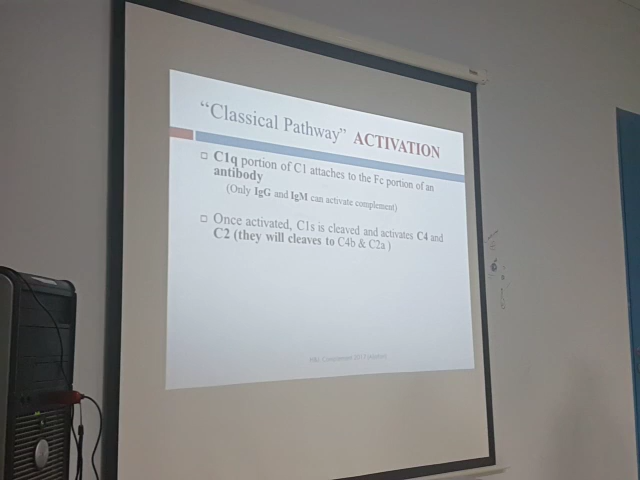 “Classical Pathway” ACTIVATION
C1q portion of C1 attaches to the Fc portion of an
antibody
(Only IgG and IgM can activate complement)
Once activated, C1s is cleaved and activates C4 and
C2 (they will cleaves to C4b & C2a )